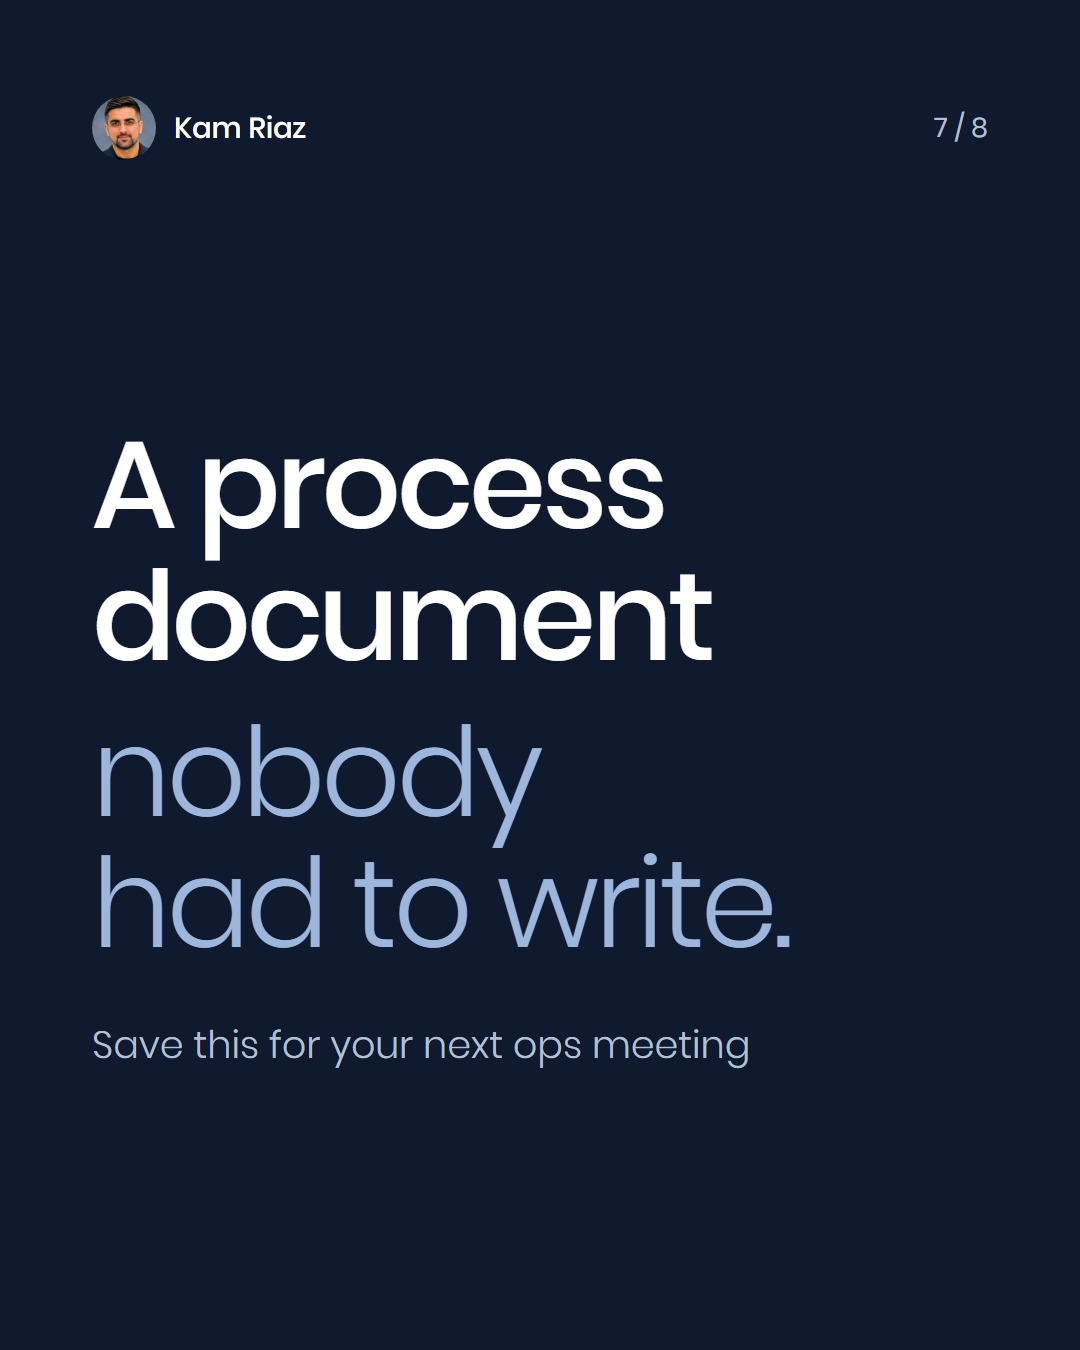 Kam Riaz
7 / 8
A process
document
nobody
had to write.
Save this for your next ops meeting